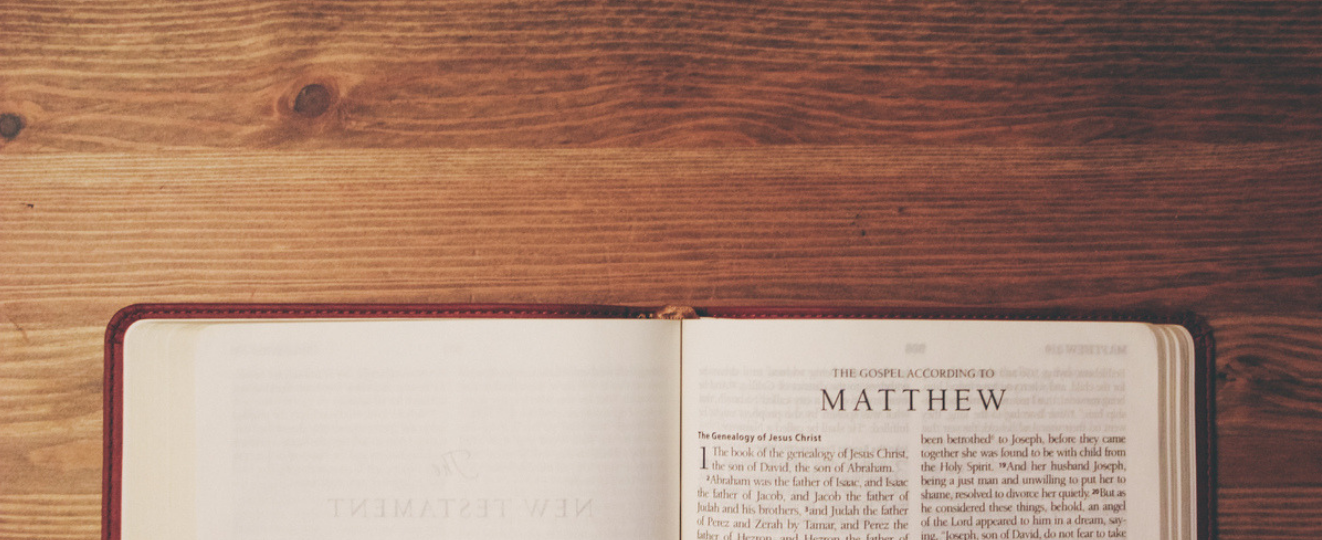 The
NEW TESTAMENT
THE GOSPEL ACCORDING TO
MATTHEW
The Genealogy of Jesus Christ
1 The book of the genealogy of Jesus Christ,
the son of David, the son of Abraham.
2Abraham was the father of Isaac, and Isaac
the father of Jacob, and Jacob the father of
Judah and his brothers, 3and Judah the father
of Perez and Zerah by Tamar, and Perez the
father of Hezron, and Hezron the father of
been betrothed to Joseph, before they came
together she was found to be with child from
the Holy Spirit. 19And her husband Joseph,
being a just man and unwilling to put her to
shame, resolved to divorce her quietly. 20But as
he considered these things, behold, an angel
of the Lord appeared to him in a dream, say-
ing, "Joseph, son of David, do not fear to take